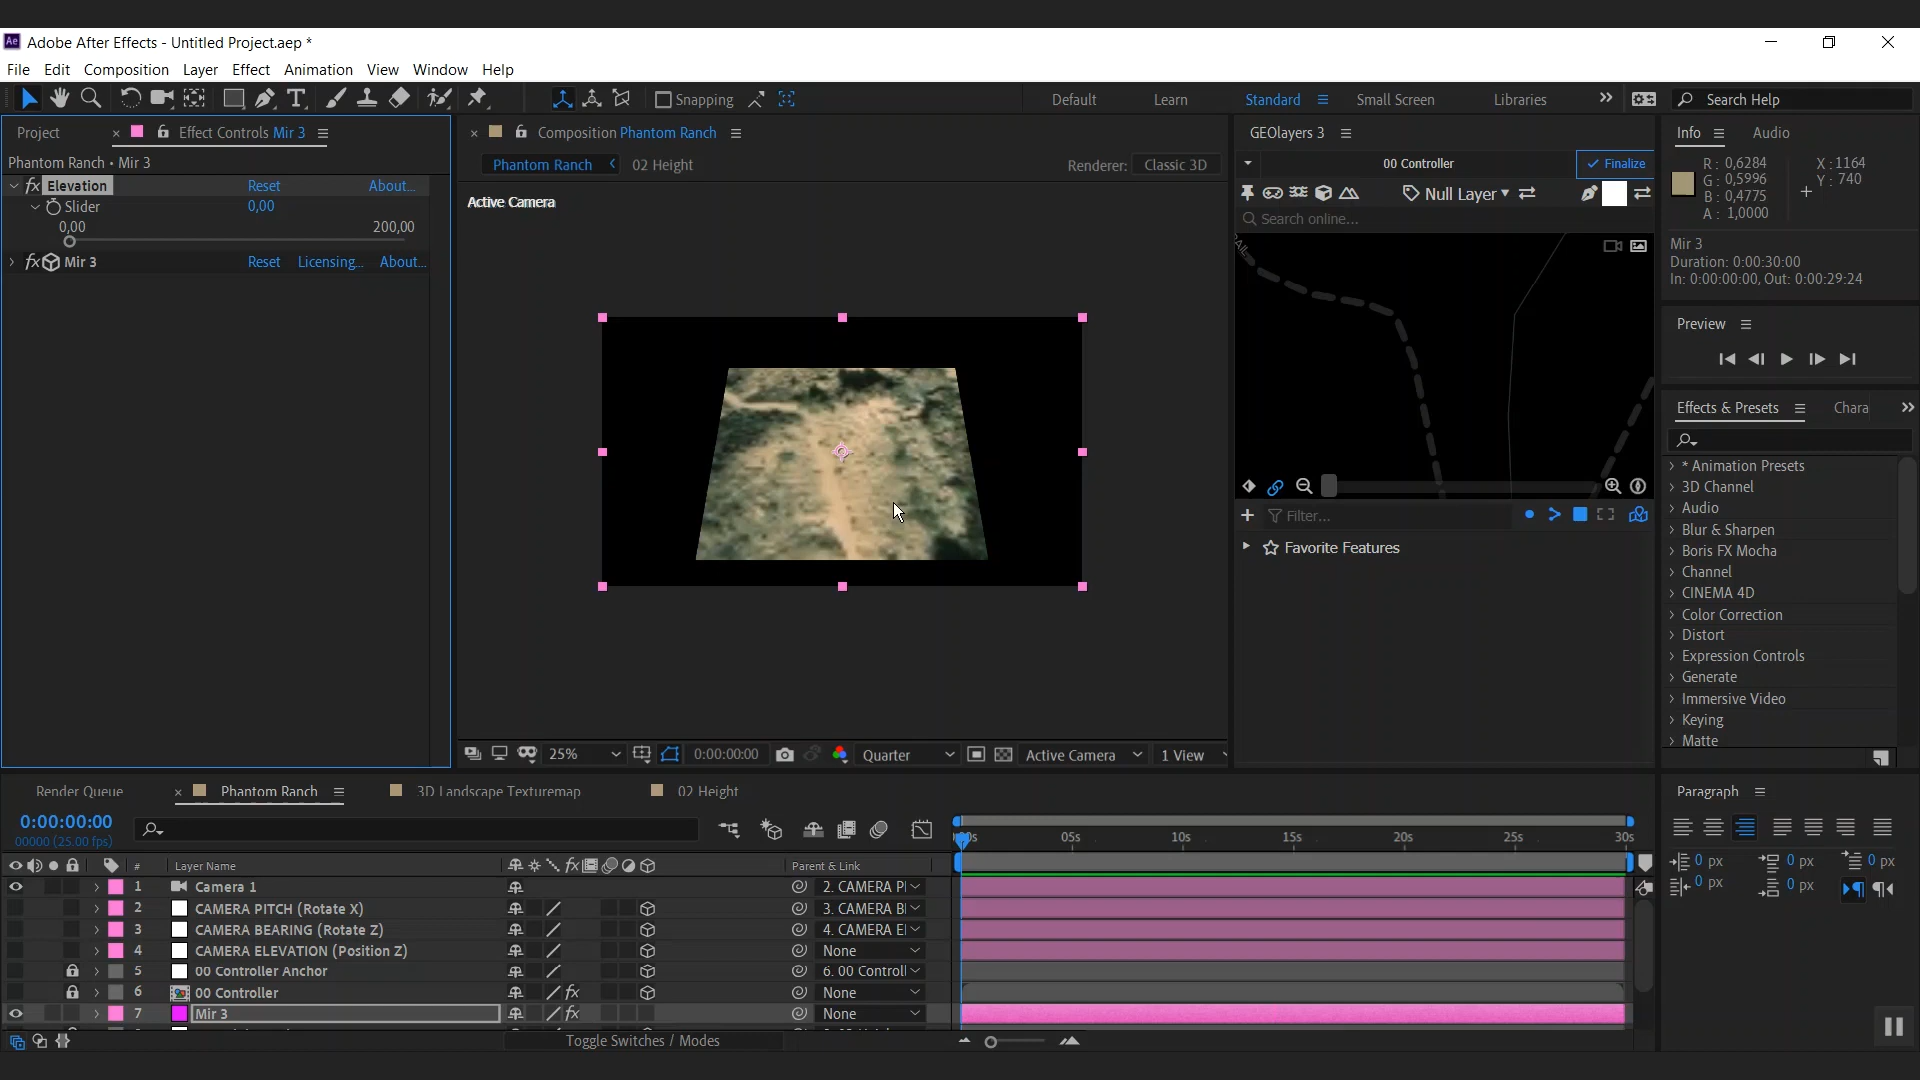 Adobe After Effects - Untitled Project.aep *
File Edit Composition Layer Effect Animation View Window Help
Snapping
Default Learn Standard Small Screen Libraries
Search Help
Project
Effect Controls Mir 3
Phantom Ranch • Mir 3
fx Elevation Reset About...
Slider 0,00
0,00 200,00
fx Mir 3 Reset Licensing... About...
Composition Phantom Ranch
Phantom Ranch 02 Height
Renderer: Classic 3D
Active Camera
25%
0:00:00:00
Quarter
Active Camera
1 View
GEOlayers 3
00 Controller
Finalize
Null Layer
Search online...
Filter...
Favorite Features
Info Audio
R : 0,6284
G : 0,5996
B : 0,4775
A : 1,0000
X : 1164
Y : 740
Mir 3
Duration: 0:00:30:00
In: 0:00:00:00, Out: 0:00:29:24
Preview
Effects & Presets Chara
* Animation Presets
3D Channel
Audio
Blur & Sharpen
Boris FX Mocha
Channel
CINEMA 4D
Color Correction
Distort
Expression Controls
Generate
Immersive Video
Keying
Matte
Render Queue
Phantom Ranch
3D Landscape Texturemap
02 Height
0:00:00:00
00000 (25.00 fps)
05s 10s 15s 20s 25s 30s
# Layer Name
fx
Parent & Link
1 Camera 1 2. CAMERA P
2 CAMERA PITCH (Rotate X) 3. CAMERA B
3 CAMERA BEARING (Rotate Z) 4. CAMERA E
4 CAMERA ELEVATION (Position Z) None
5 00 Controller Anchor 6. 00 Control
6 00 Controller fx None
7 Mir 3 fx None
Toggle Switches / Modes
Paragraph
0 px 0 px 0 px
0 px 0 px